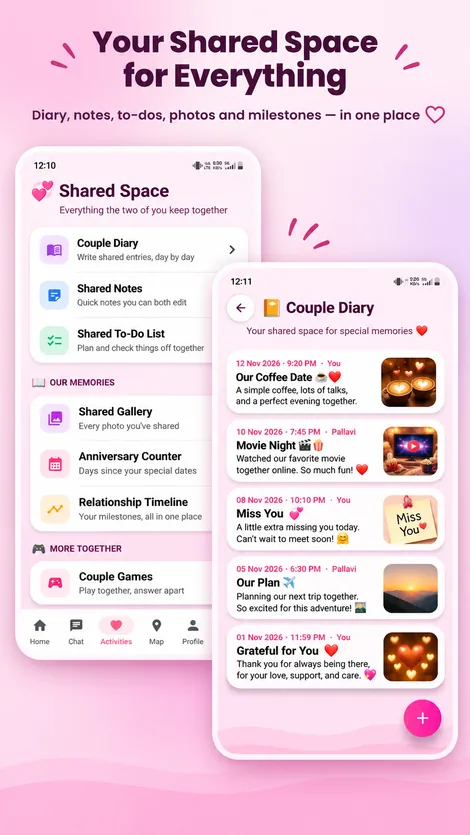 Your Shared Space
for Everything
Diary, notes, to-dos, photos and milestones — in one place
12:10
Shared Space
Everything the two of you keep together
Couple Diary
Write shared entries, day by day
Shared Notes
Quick notes you can both edit
Shared To-Do List
Plan and check things off together
OUR MEMORIES
Shared Gallery
Every photo you've shared
Anniversary Counter
Days since your special dates
Relationship Timeline
Your milestones, all in one place
MORE TOGETHER
Couple Games
Play together, answer apart
Home
Chat
Activities
Map
Profile
12:11
Couple Diary
Your shared space for special memories ❤️
12 Nov 2026 · 9:20 PM · You
Our Coffee Date ☕❤️
A simple coffee, lots of talks,
and a perfect evening together.
10 Nov 2026 · 7:45 PM · Pallavi
Movie Night 🎬🍿
Watched our favorite movie
together online. So much fun! ❤️
08 Nov 2026 · 10:10 PM · You
Miss You 💕
A little extra missing you today.
Can't wait to meet soon! 🤗
Miss
You
05 Nov 2026 · 6:30 PM · Pallavi
Our Plan ✈️
Planning our next trip together.
So excited for this adventure! 🌄
01 Nov 2026 · 11:59 PM · You
Grateful for You ❤️
Thank you for always being there,
for your love, support, and care. 💖